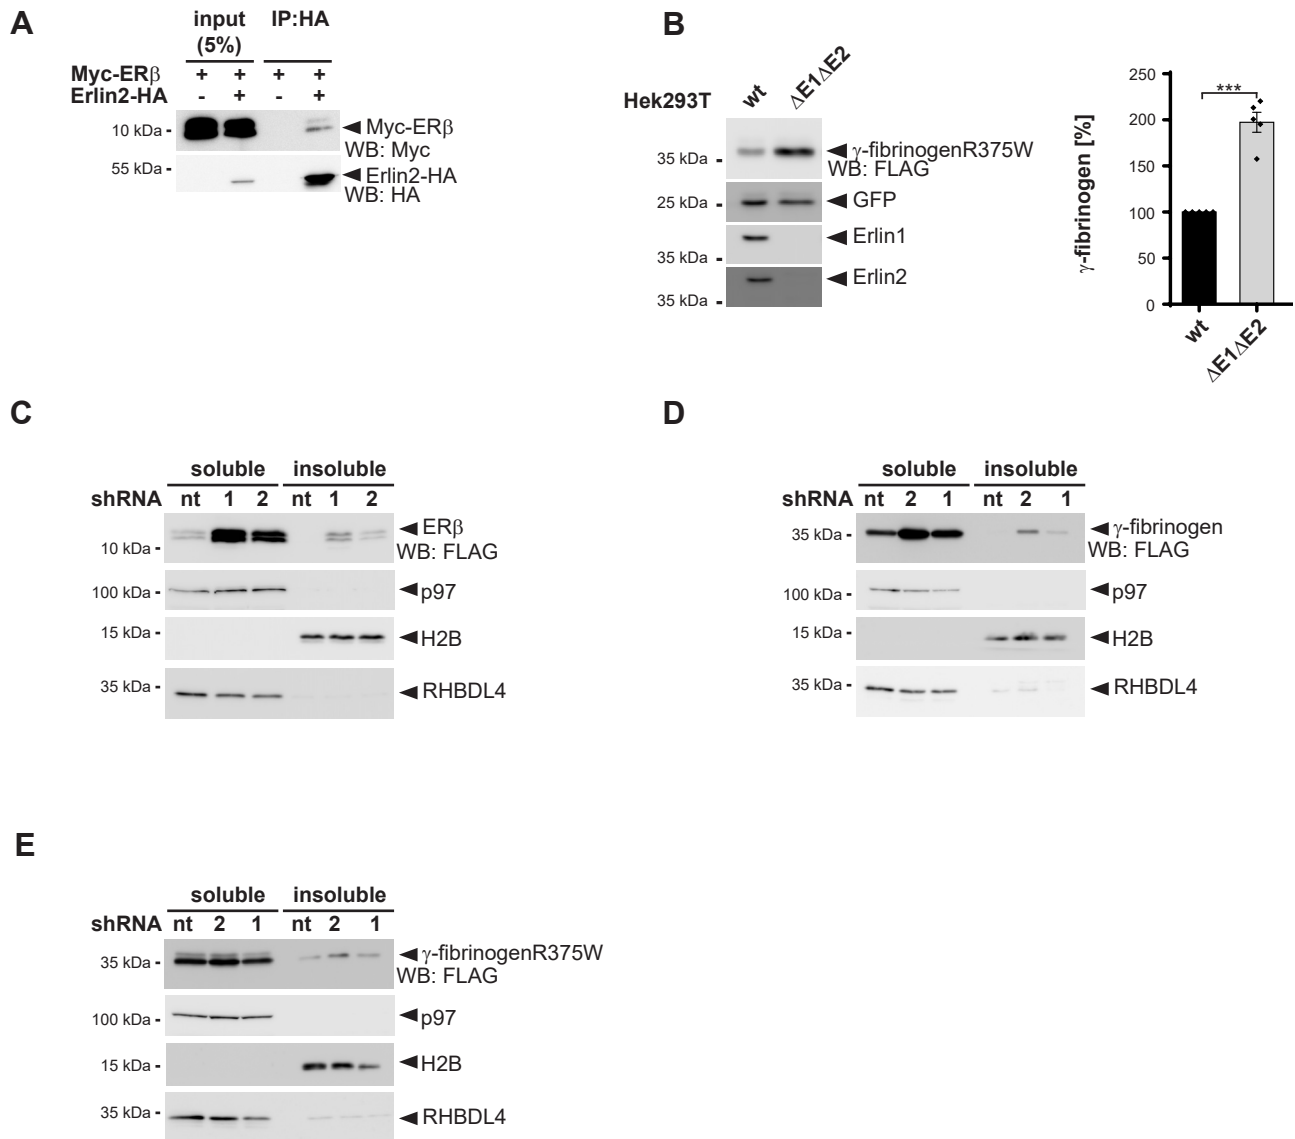 A
input IP:HA
(5%)
Myc-ERβ + + + +
Erlin2-HA - + - +
10 kDa - Myc-ERβ
WB: Myc
55 kDa - Erlin2-HA
WB: HA
B
Hek293T wt ΔE1ΔE2
35 kDa - γ-fibrinogenR375W
WB: FLAG
25 kDa - GFP
Erlin1
35 kDa -
Erlin2
35 kDa -
γ-fibrinogen [%]
250
200
150
100
50
0
***
wt ΔE1ΔE2
C
soluble insoluble
shRNA nt 1 2 nt 1 2
ERβ
10 kDa - WB: FLAG
100 kDa - p97
15 kDa - H2B
35 kDa - RHBDL4
D
soluble insoluble
shRNA nt 2 1 nt 2 1
35 kDa - γ-fibrinogen
WB: FLAG
100 kDa - p97
15 kDa - H2B
35 kDa - RHBDL4
E
soluble insoluble
shRNA nt 2 1 nt 2 1
35 kDa - γ-fibrinogenR375W
WB: FLAG
100 kDa - p97
15 kDa - H2B
35 kDa - RHBDL4